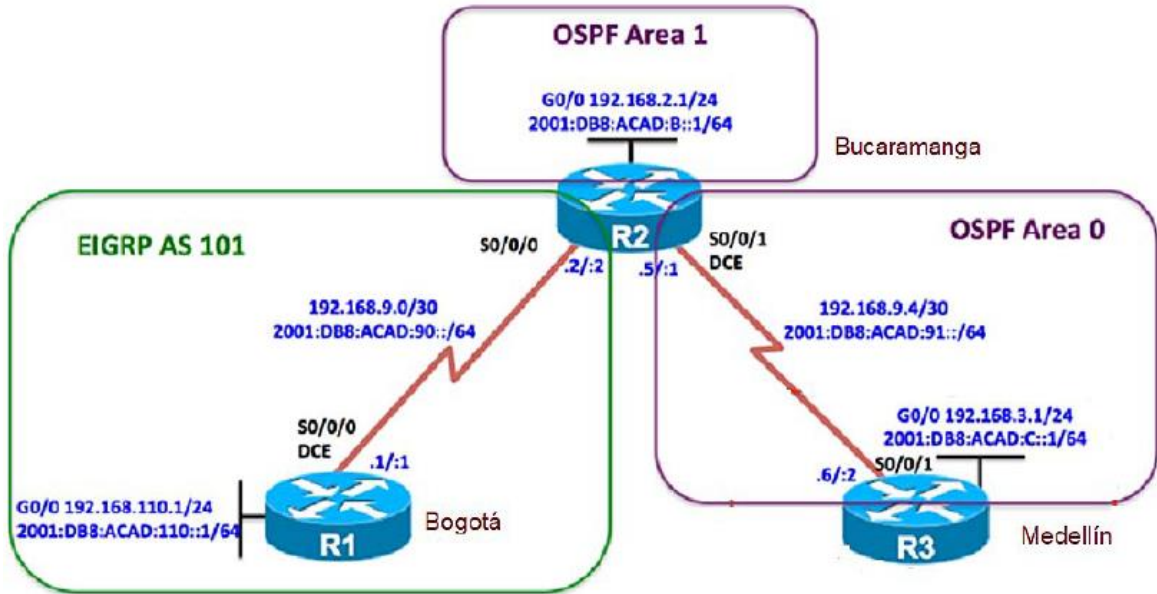 OSPF Area 1
G0/0 192.168.2.1/24
2001:DB8:ACAD:B::1/64
Bucaramanga
EIGRP AS 101
S0/0/0
R2
S0/0/1
DCE
OSPF Area 0
.2/:2
.5/:1
192.168.9.0/30
2001:DB8:ACAD:90::/64
192.168.9.4/30
2001:DB8:ACAD:91::/64
S0/0/0
DCE
.1/:1
G0/0 192.168.3.1/24
2001:DB8:ACAD:C::1/64
.6/:2
S0/0/1
G0/0 192.168.110.1/24
2001:DB8:ACAD:110::1/64
R1
Bogotá
R3
Medellín